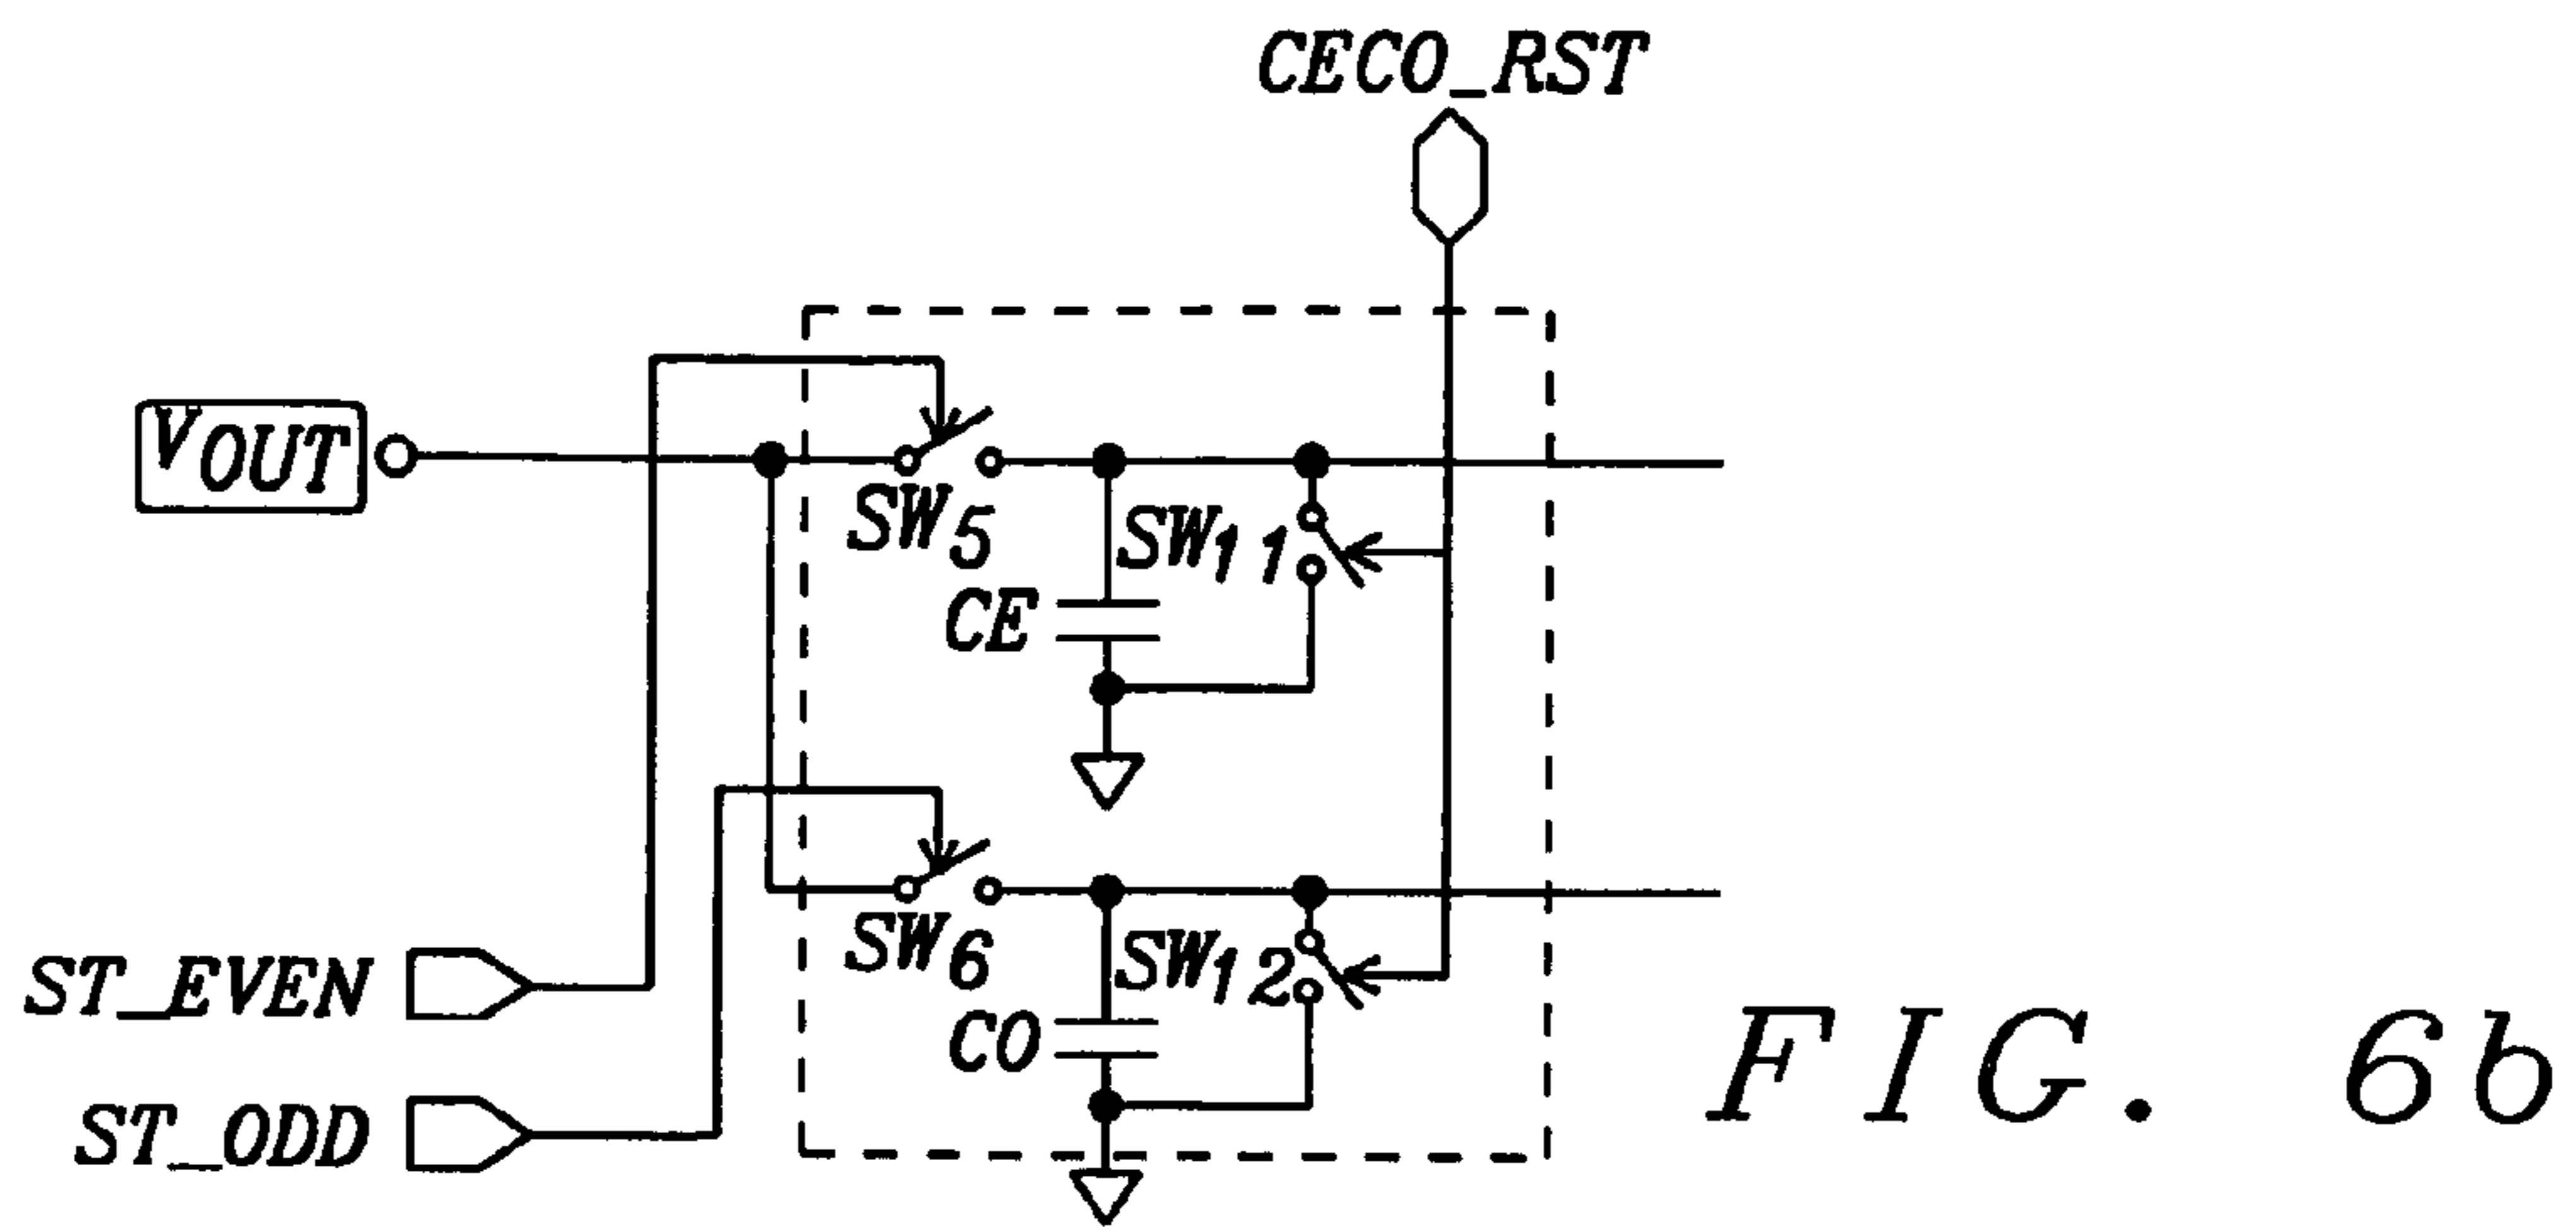 CECO_RST
VOUT
SW5
SW11
CE
SW6
SW12
CO
ST_EVEN
ST_ODD
FIG. 6b